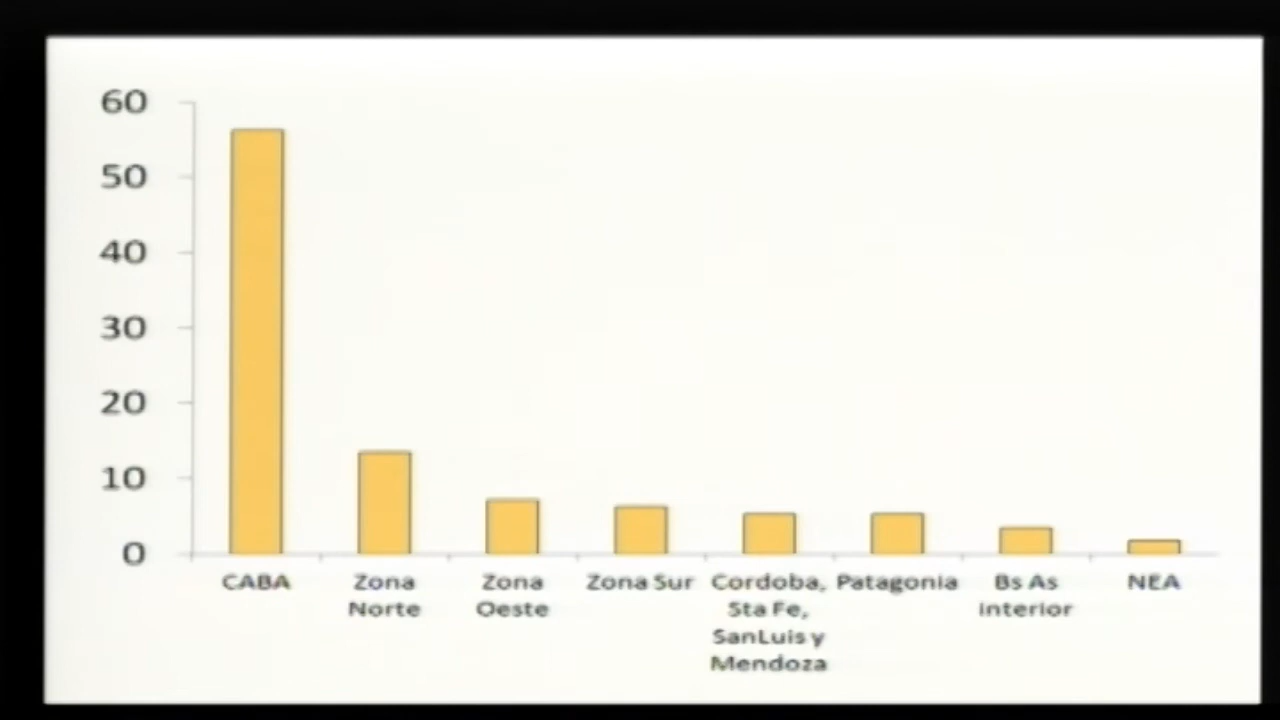 60
50
40
30
20
10
0
CABA
Zona
Norte
Zona
Oeste
Zona Sur
Cordoba,
Sta Fe,
SanLuis y
Mendoza
Patagonia
Bs As
interior
NEA